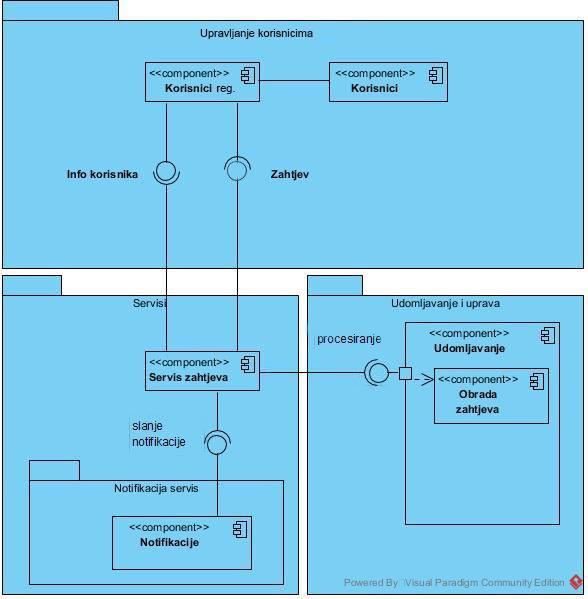 Upravljanje korisnicima
<<component>>
Korisnici reg.
<<component>>
Korisnici
Info korisnika
Zahtjev
Servisi
Udomljavanje i uprava
procesiranje
<<component>>
Udomljavanje
<<component>>
Servis zahtjeva
<<component>>
Obrada
zahtjeva
slanje
notifikacije
Notifikacija servis
<<component>>
Notifikacije
Powered By Visual Paradigm Community Edition